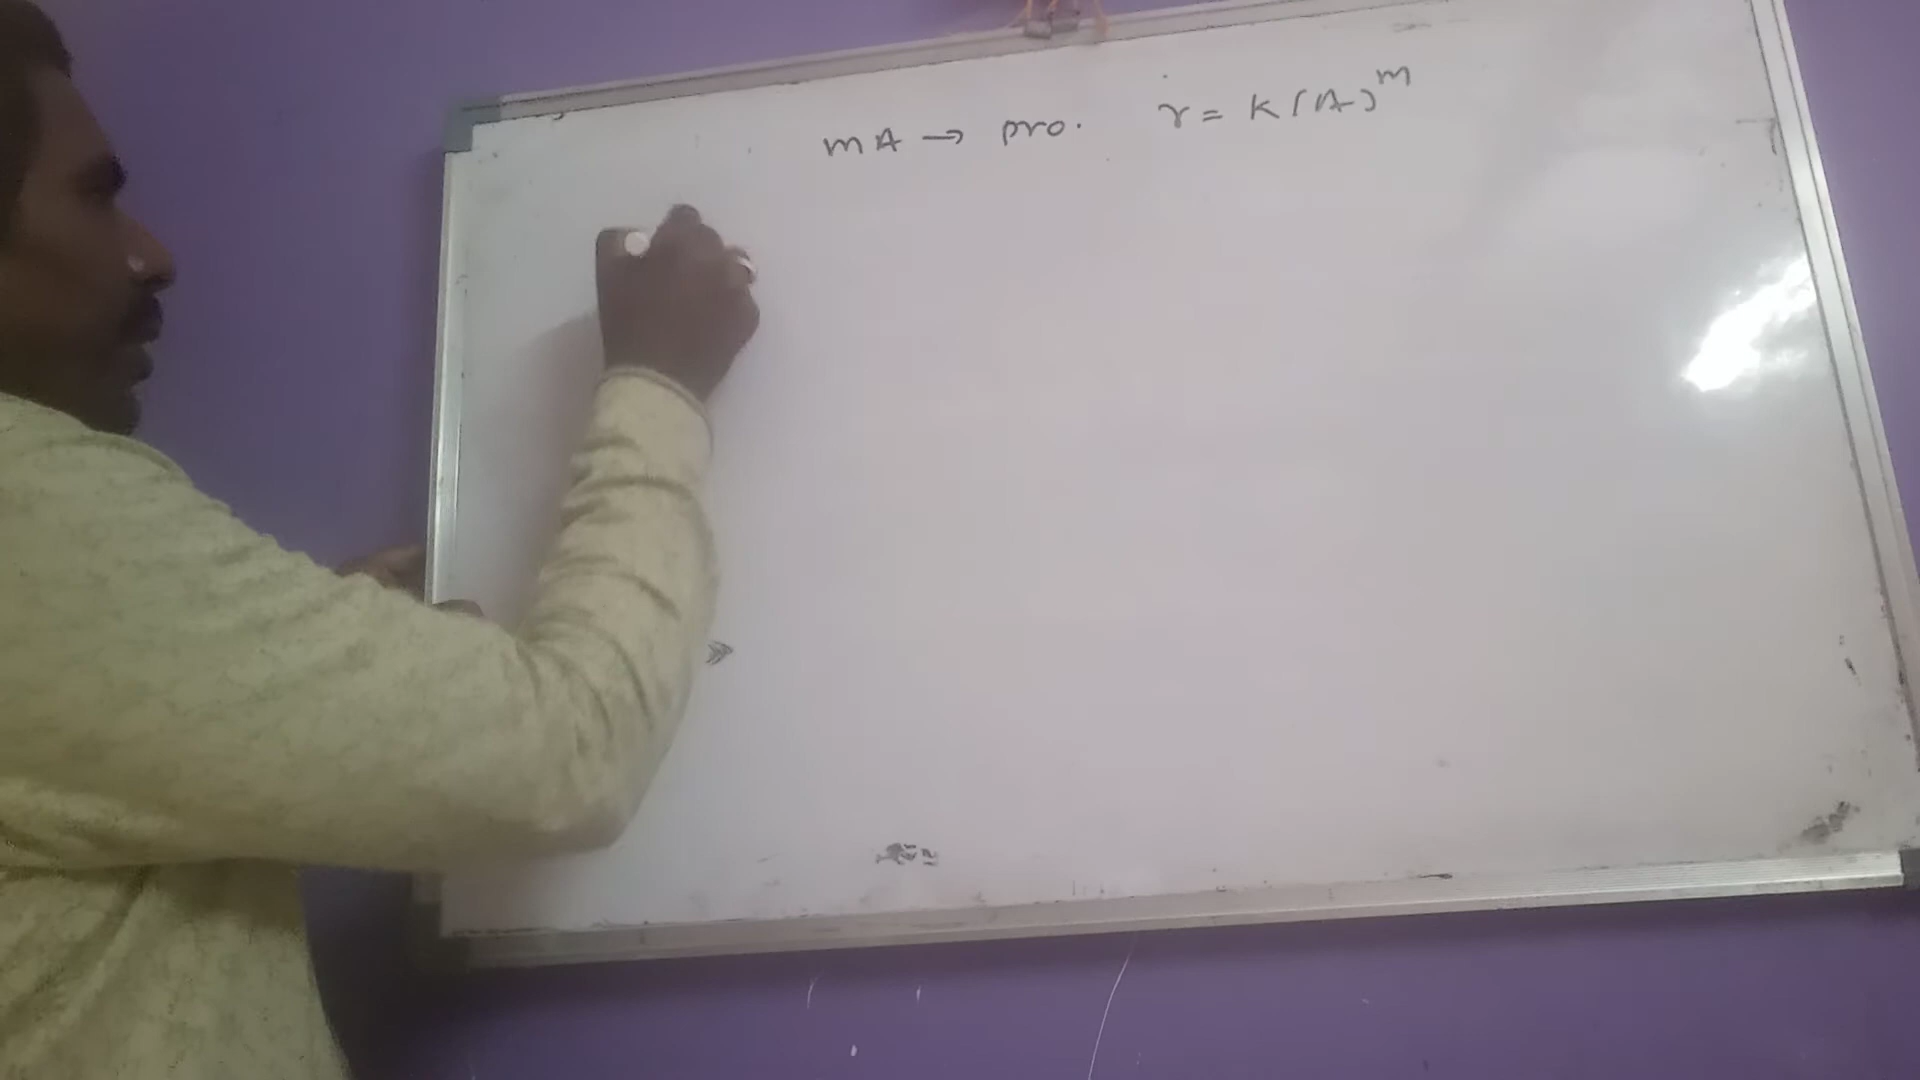 mA → pro. r = K(A)^m